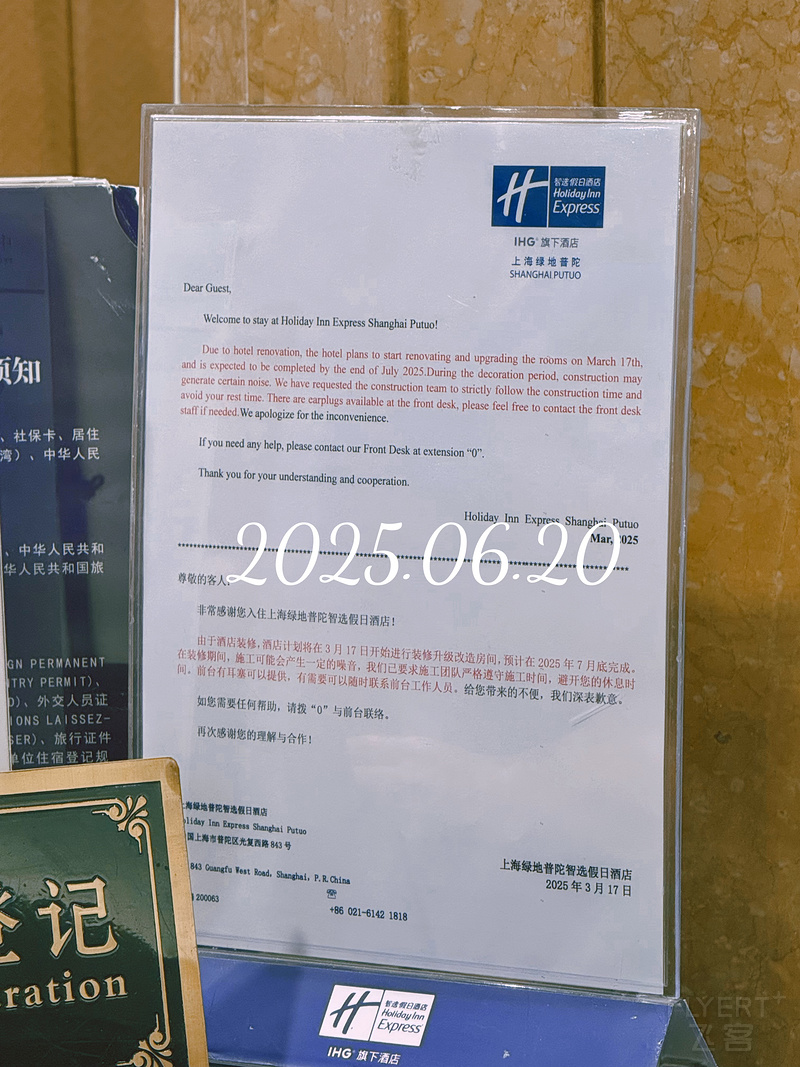 智选假日酒店
Holiday Inn
Express
IHG® 旗下酒店
上海绿地普陀
SHANGHAI PUTUO
Dear Guest,
Welcome to stay at Holiday Inn Express Shanghai Putuo!
Due to hotel renovation, the hotel plans to start renovating and upgrading the rooms on March 17th,
and is expected to be completed by the end of July 2025.During the decoration period, construction may
generate certain noise. We have requested the construction team to strictly follow the construction time and
avoid your rest time. There are earplugs available at the front desk, please feel free to contact the front desk
staff if needed.We apologize for the inconvenience.
If you need any help, please contact our Front Desk at extension “0”.
Thank you for your understanding and cooperation.
Holiday Inn Express Shanghai Putuo
Mar, 2025
2025.06.20
尊敬的客人:
非常感谢您入住上海绿地普陀智选假日酒店!
由于酒店装修,酒店计划将在 3 月 17 日开始进行装修升级改造房间,预计在 2025 年 7 月底完成。
在装修期间,施工可能会产生一定的噪音,我们已要求施工团队严格遵守施工时间,避开您的休息时
间。前台有耳塞可以提供,有需要可以随时联系前台工作人员。给您带来的不便,我们深表歉意。
如您需要任何帮助,请拨“0”与前台联络。
再次感谢您的理解与合作!
上海绿地普陀智选假日酒店
2025 年 3 月 17 日
海绿地普陀智选假日酒店
liday Inn Express Shanghai Putuo
国上海市普陀区光复西路 843 号
843 Guangfu West Road, Shanghai, P.R.China
200063
☏
+86 021-6142 1818
智选假日酒店
Holiday Inn
Express
IHG® 旗下酒店
须知
、社保卡、居住
湾)、中华人民
、中华人民共和
华人民共和国旅
GN PERMANENT
TRY PERMIT)、
)、外交人员证
IONS LAISSEZ-
SER)、旅行证件
单位住宿登记规
登记
ration
FLYERT
飞客